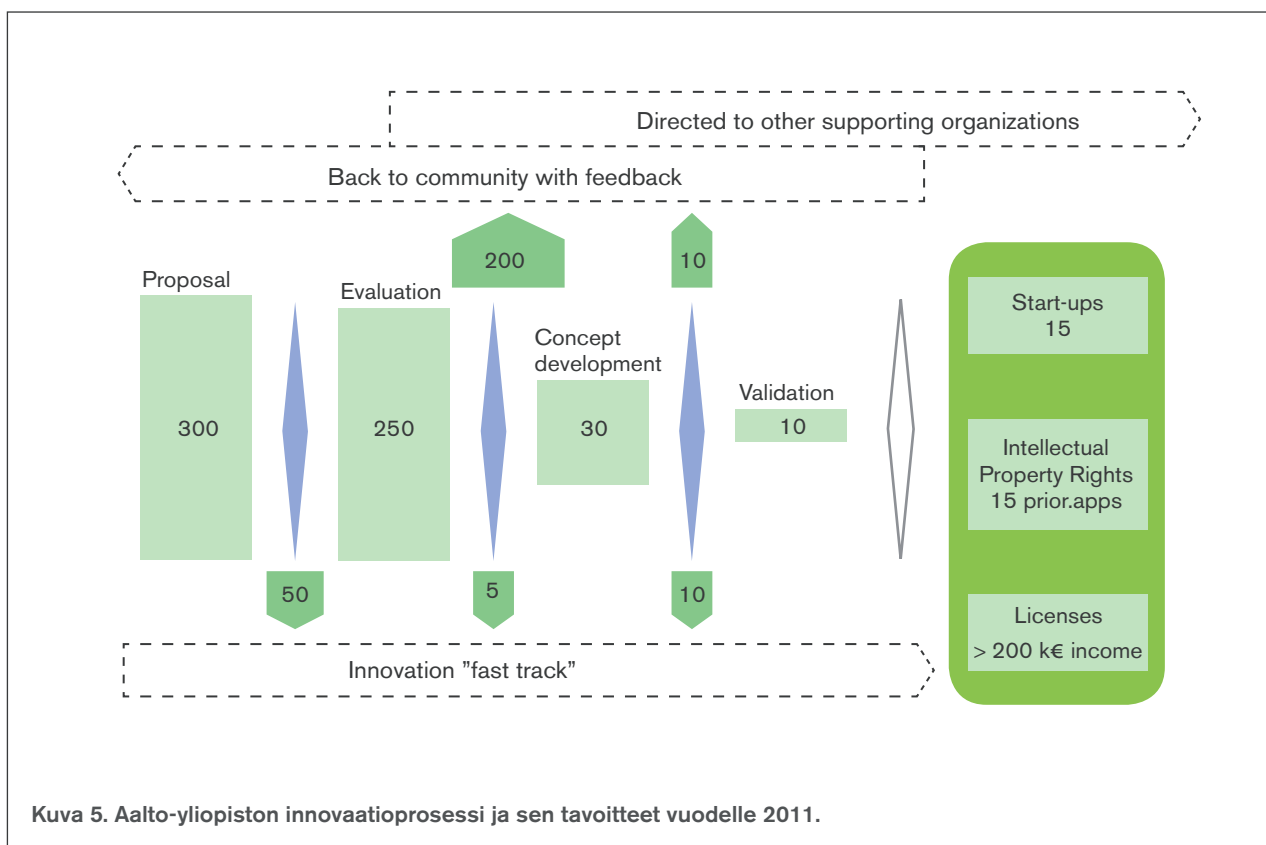 Directed to other supporting organizations
Back to community with feedback
200
10
Proposal
300
Evaluation
250
Concept
development
30
Validation
10
50
5
10
Innovation ”fast track”
Start-ups
15
Intellectual
Property Rights
15 prior.apps
Licenses
> 200 k€ income
Kuva 5. Aalto-yliopiston innovaatioprosessi ja sen tavoitteet vuodelle 2011.